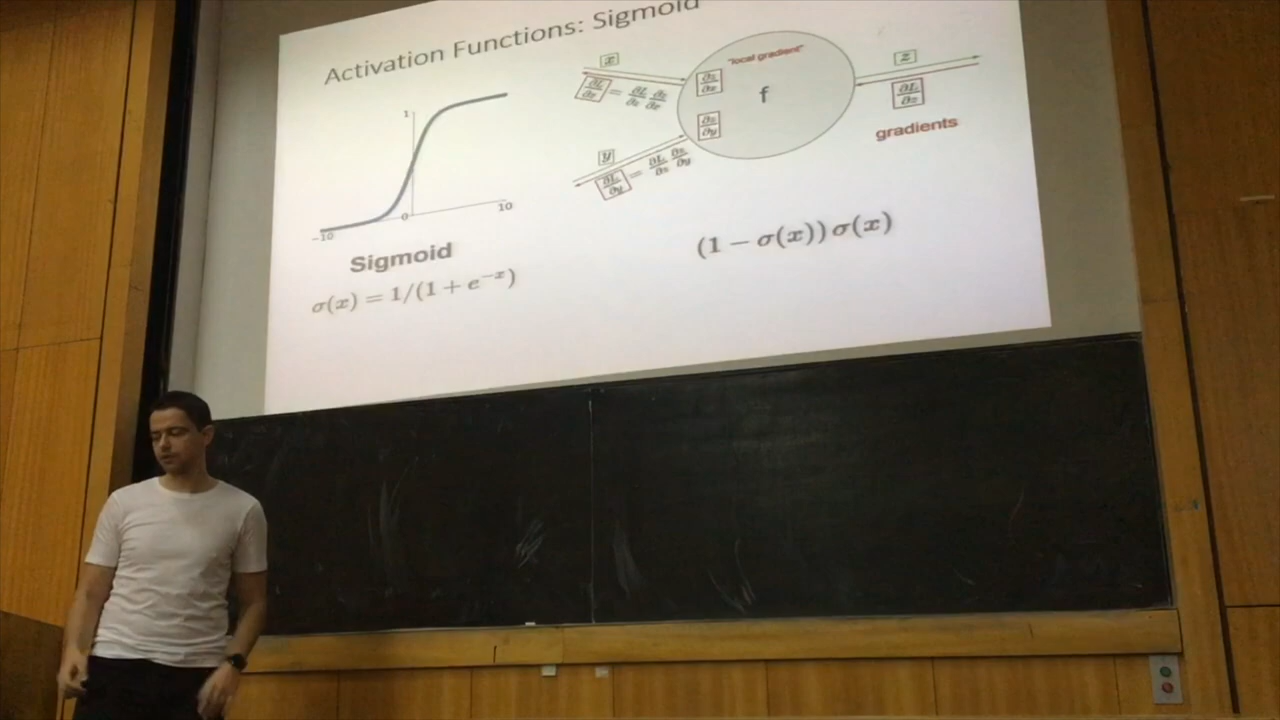 Activation Functions: Sigmoid
1
0
-10
10
Sigmoid
σ(x) = 1/(1 + e^{-x})
x
∂L/∂x = ∂L/∂z ∂z/∂x
y
∂L/∂y = ∂L/∂z ∂z/∂y
"local gradient"
∂z/∂x
∂z/∂y
f
z
∂L/∂z
gradients
(1 − σ(x)) σ(x)